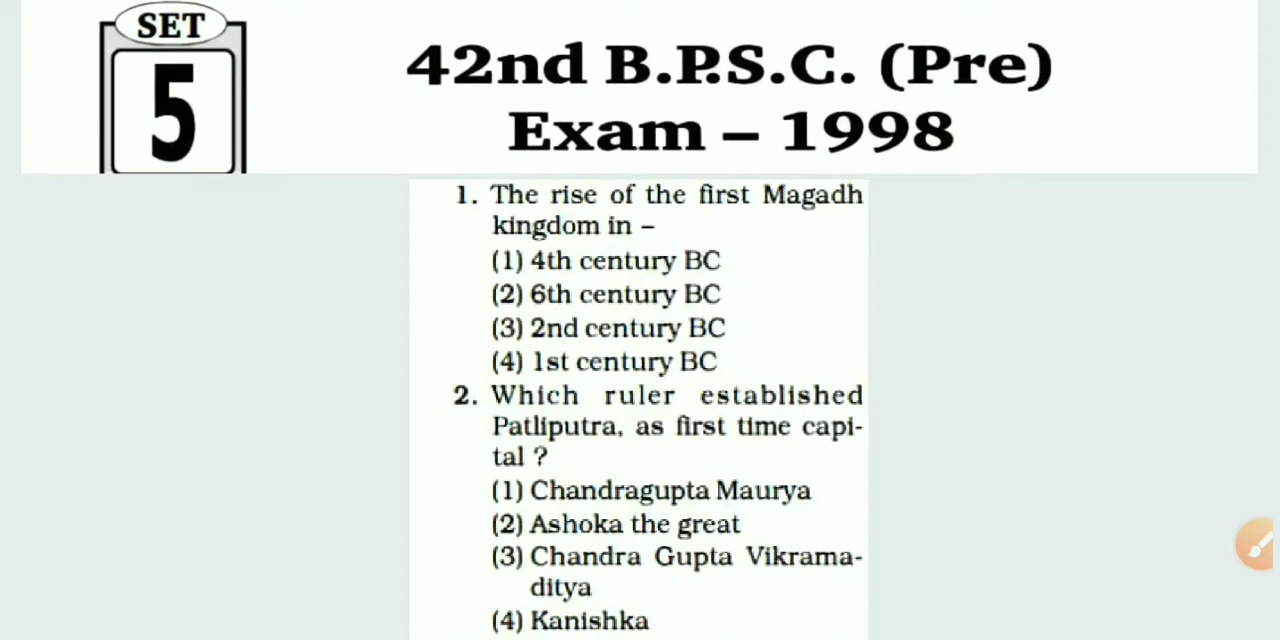 SET
5
42nd B.P.S.C. (Pre)
Exam – 1998
1. The rise of the first Magadh
kingdom in –
(1) 4th century BC
(2) 6th century BC
(3) 2nd century BC
(4) 1st century BC
2. Which ruler established
Patliputra, as first time capi-
tal ?
(1) Chandragupta Maurya
(2) Ashoka the great
(3) Chandra Gupta Vikrama-
ditya
(4) Kanishka